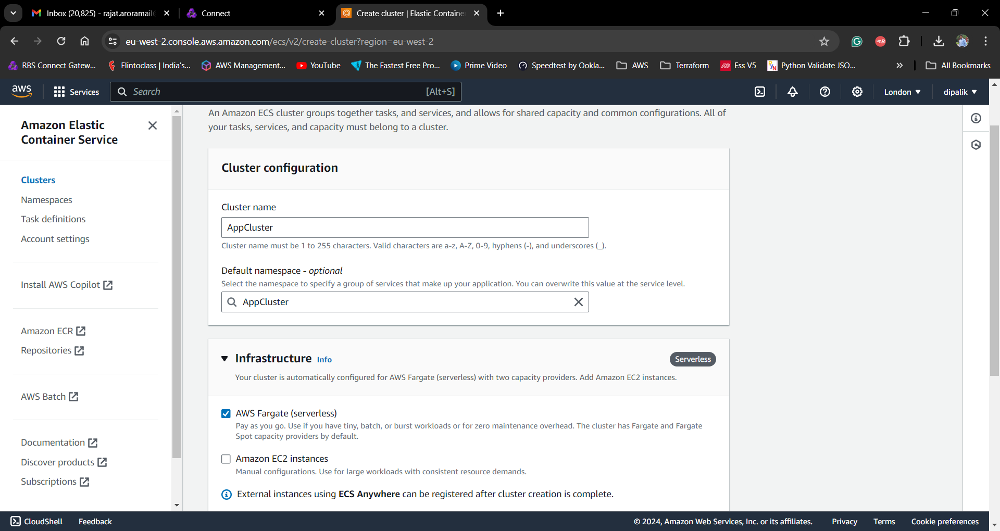 Inbox (20,825) - rajat.aroramail
Connect
Create cluster | Elastic Containe
eu-west-2.console.aws.amazon.com/ecs/v2/create-cluster?region=eu-west-2
RBS Connect Gatew...
Flintoclass | India's...
AWS Management...
YouTube
The Fastest Free Pro...
Prime Video
Speedtest by Ookla...
AWS
Terraform
Ess V5
Python Validate JSO...
All Bookmarks
aws
Services
Search
[Alt+S]
London
dipalik
Amazon Elastic
Container Service
Clusters
Namespaces
Task definitions
Account settings
Install AWS Copilot
Amazon ECR
Repositories
AWS Batch
Documentation
Discover products
Subscriptions
An Amazon ECS cluster groups together tasks, and services, and allows for shared capacity and common configurations. All of
your tasks, services, and capacity must belong to a cluster.
Cluster configuration
Cluster name
AppCluster
Cluster name must be 1 to 255 characters. Valid characters are a-z, A-Z, 0-9, hyphens (-), and underscores (_).
Default namespace - optional
Select the namespace to specify a group of services that make up your application. You can overwrite this value at the service level.
AppCluster
Infrastructure Info
Serverless
Your cluster is automatically configured for AWS Fargate (serverless) with two capacity providers. Add Amazon EC2 instances.
AWS Fargate (serverless)
Pay as you go. Use if you have tiny, batch, or burst workloads or for zero maintenance overhead. The cluster has Fargate and Fargate
Spot capacity providers by default.
Amazon EC2 instances
Manual configurations. Use for large workloads with consistent resource demands.
External instances using ECS Anywhere can be registered after cluster creation is complete.
CloudShell
Feedback
© 2024, Amazon Web Services, Inc. or its affiliates.
Privacy
Terms
Cookie preferences